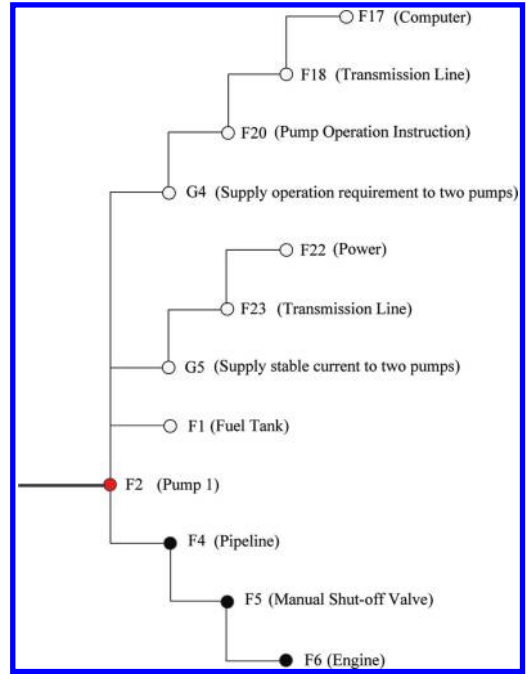 F17 (Computer)
F18 (Transmission Line)
F20 (Pump Operation Instruction)
G4 (Supply operation requirement to two pumps)
F22 (Power)
F23 (Transmission Line)
G5 (Supply stable current to two pumps)
F1 (Fuel Tank)
F2 (Pump 1)
F4 (Pipeline)
F5 (Manual Shut-off Valve)
F6 (Engine)